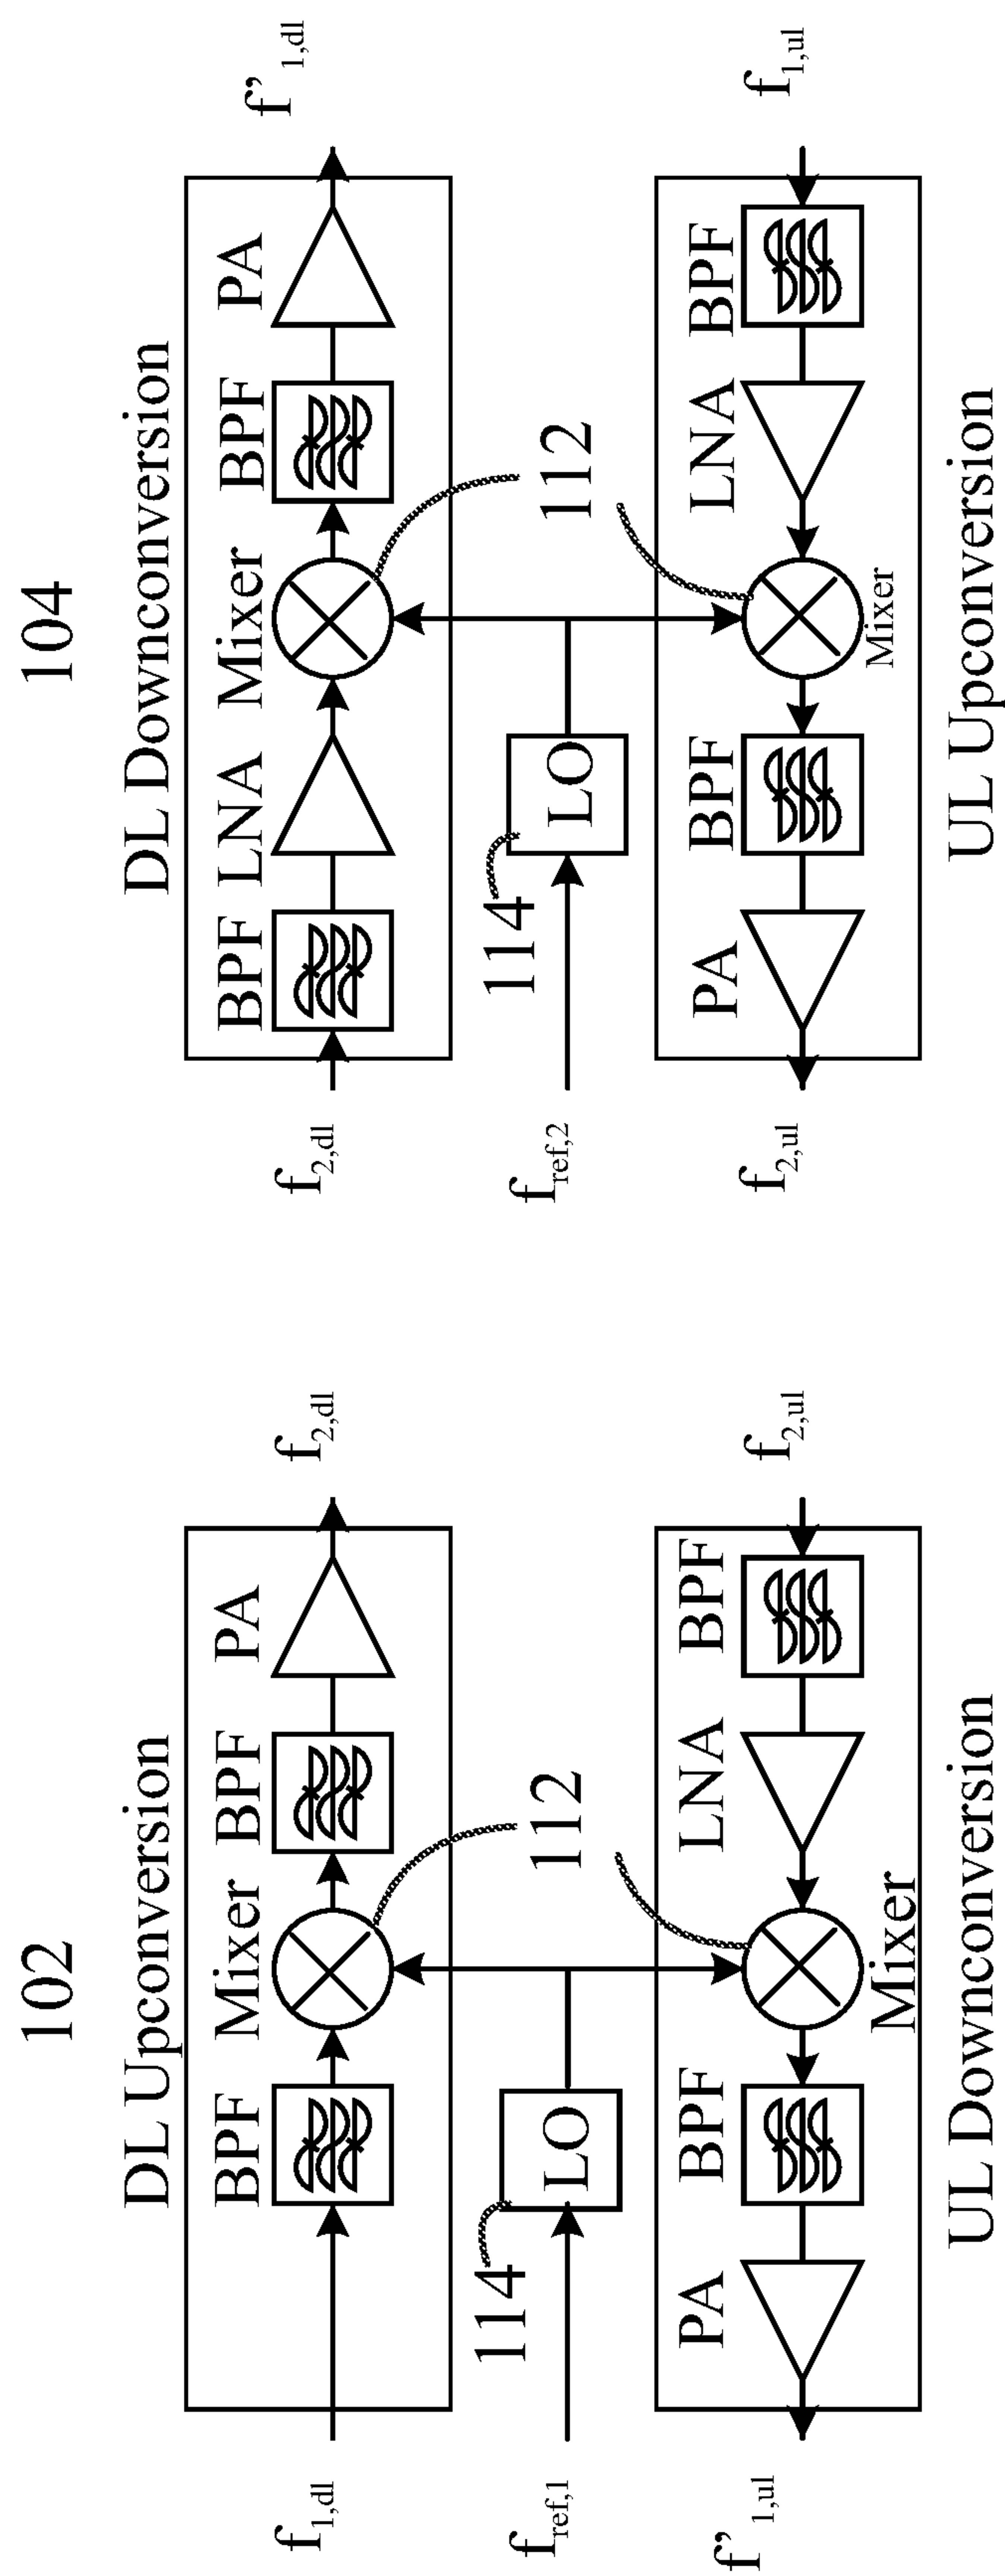 102
DL Upconversion
BPF Mixer BPF PA
f1,dl
f2,dl
112
114
LO
fref,1
PA BPF LNA BPF
Mixer
f’1,ul
f2,ul
UL Downconversion
104
DL Downconversion
BPF LNA Mixer BPF PA
f2,dl
f’1,dl
112
114
LO
fref,2
PA BPF LNA BPF
Mixer
f2,ul
f1,ul
UL Upconversion